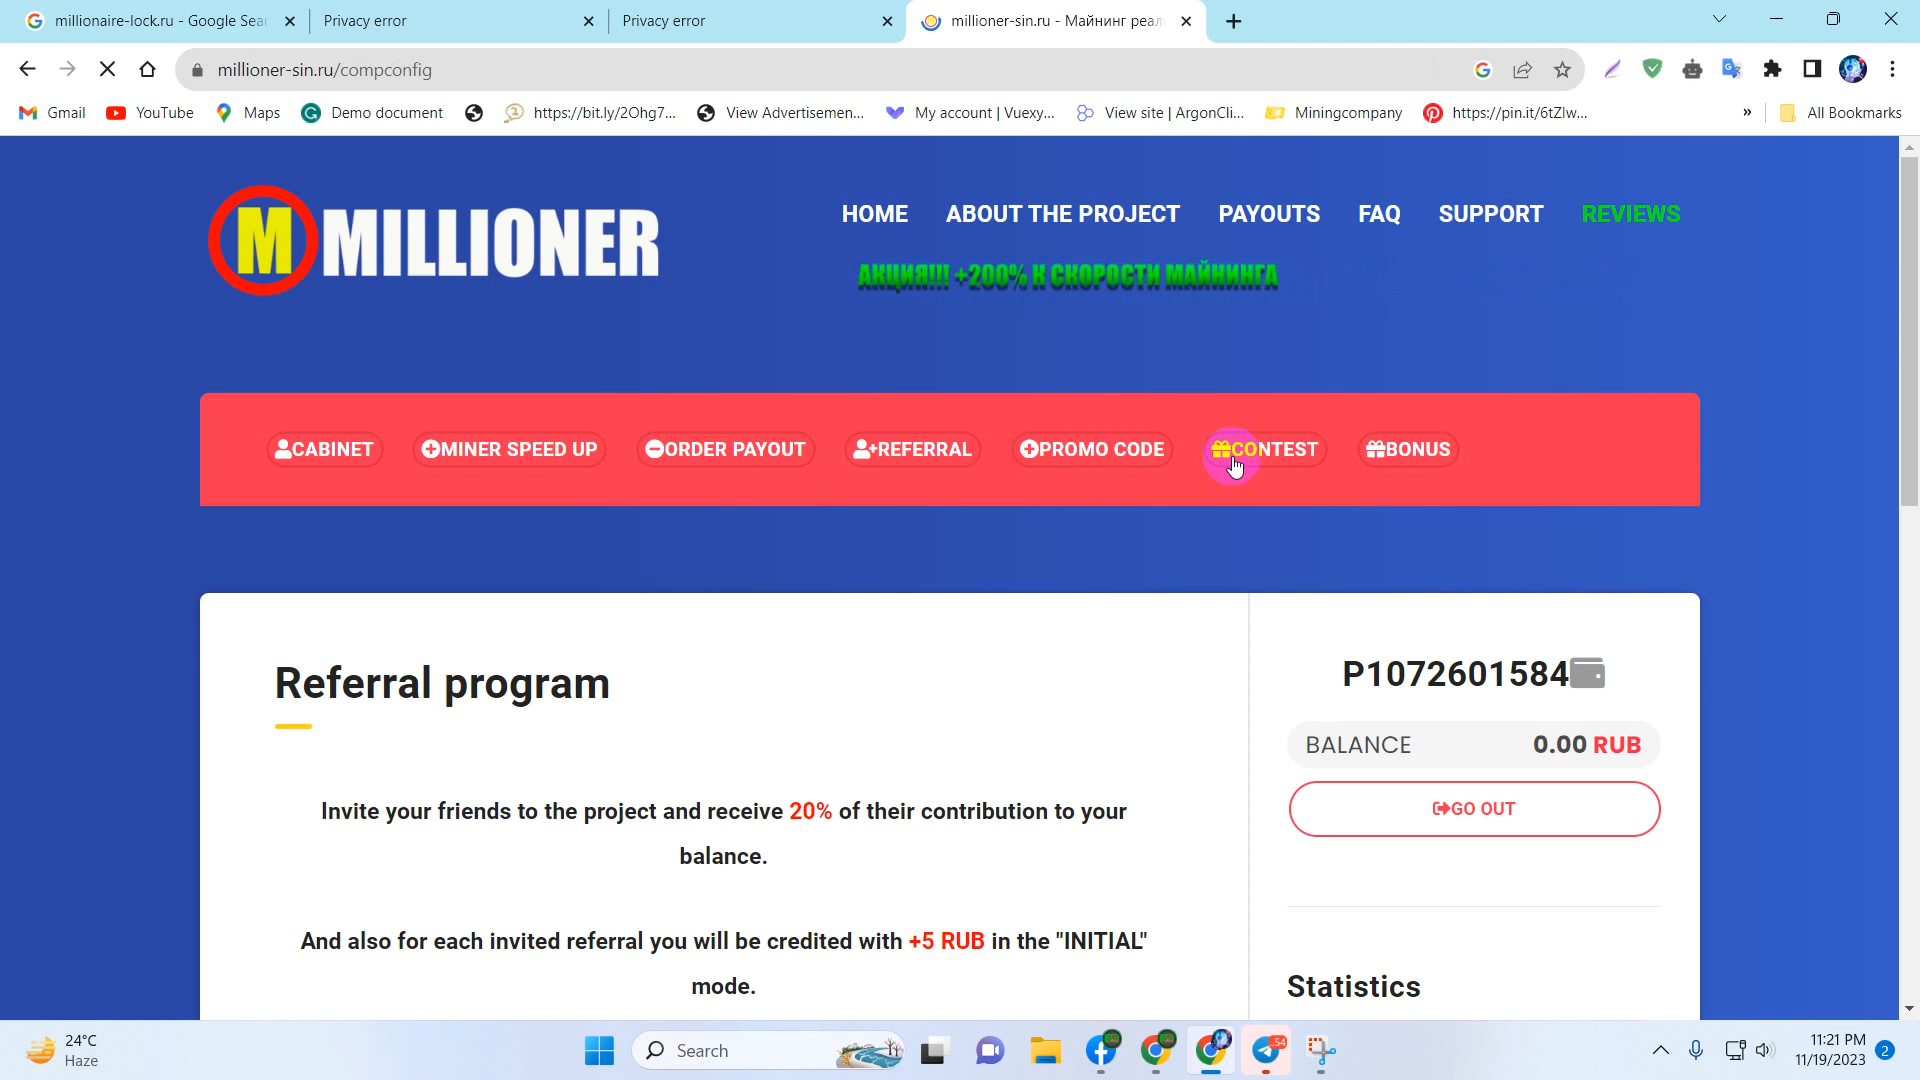 millionaire-lock.ru - Google Sea
Privacy error
Privacy error
millioner-sin.ru - Майнинг реал
millioner-sin.ru/compconfig
Gmail
YouTube
Maps
Demo document
https://bit.ly/2Ohg7...
View Advertisemen...
My account | Vuexy...
View site | ArgonCli...
Miningcompany
https://pin.it/6tZlw...
»
All Bookmarks
M MILLIONER
HOME
ABOUT THE PROJECT
PAYOUTS
FAQ
SUPPORT
REVIEWS
АКЦИЯ!!! +200% К СКОРОСТИ МАЙНИНГА
CABINET
MINER SPEED UP
ORDER PAYOUT
REFERRAL
PROMO CODE
CONTEST
BONUS
Referral program
Invite your friends to the project and receive 20% of their contribution to your
balance.
And also for each invited referral you will be credited with +5 RUB in the "INITIAL"
mode.
P1072601584
BALANCE 0.00 RUB
GO OUT
Statistics
24°C
Haze
Search
54
11:21 PM
11/19/2023
2